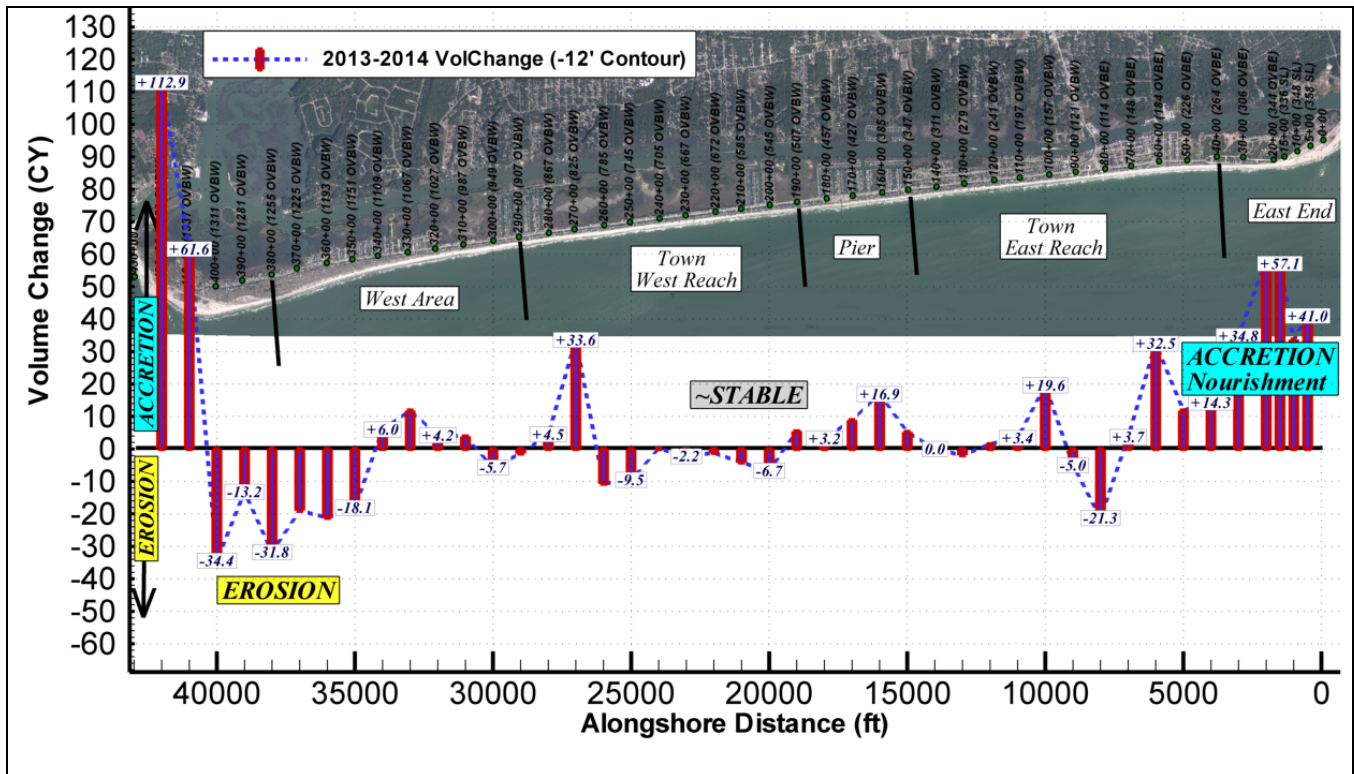 2013-2014 VolChange (-12' Contour)
Volume Change (CY)
130
120
110
100
90
80
70
60
50
40
30
20
10
0
-10
-20
-30
-40
-50
-60
ACCRETION
EROSION
400+00 (1311 OVBW)
390+00 (1281 OVBW)
380+00 (1255 OVBW)
370+00 (1225 OVBW)
360+00 (1193 OVBW)
350+00 (1151 OVBW)
340+00 (1109 OVBW)
330+00 (1067 OVBW)
320+00 (1027 OVBW)
310+00 (987 OVBW)
300+00 (949 OVBW)
290+00 (907 OVBW)
280+00 (867 OVBW)
270+00 (825 OVBW)
260+00 (785 OVBW)
250+00 (745 OVBW)
240+00 (705 OVBW)
230+00 (667 OVBW)
220+00 (672 OVBW)
210+00 (585 OVBW)
200+00 (545 OVBW)
190+00 (507 OVBW)
180+00 (457 OVBW)
170+00 (427 OVBW)
160+00 (385 OVBW)
150+00 (347 OVBW)
140+00 (311 OVBW)
130+00 (279 OVBW)
120+00 (241 OVBW)
110+00 (197 OVBW)
100+00 (157 OVBW)
90+00 (121 OVBW)
80+00 (114 OVBE)
70+00 (148 OVBE)
60+00 (184 OVBE)
50+00 (226 OVBE)
40+00 (264 OVBE)
30+00 (306 OVBE)
20+00 (344 OVBE)
15+00 (336 SL)
10+00 (348 SL)
5+00 (358 SL)
0+00
West Area
Town
West Reach
Pier
Town
East Reach
East End
+112.9
+61.6
-34.4
-13.2
-31.8
-18.1
+6.0
+4.2
-5.7
+4.5
+33.6
-9.5
-2.2
-6.7
+3.2
+16.9
0.0
+3.4
+19.6
-5.0
-21.3
+3.7
+32.5
+14.3
+34.8
+57.1
+41.0
~STABLE
ACCRETION
Nourishment
EROSION
40000
35000
30000
25000
20000
15000
10000
5000
0
Alongshore Distance (ft)